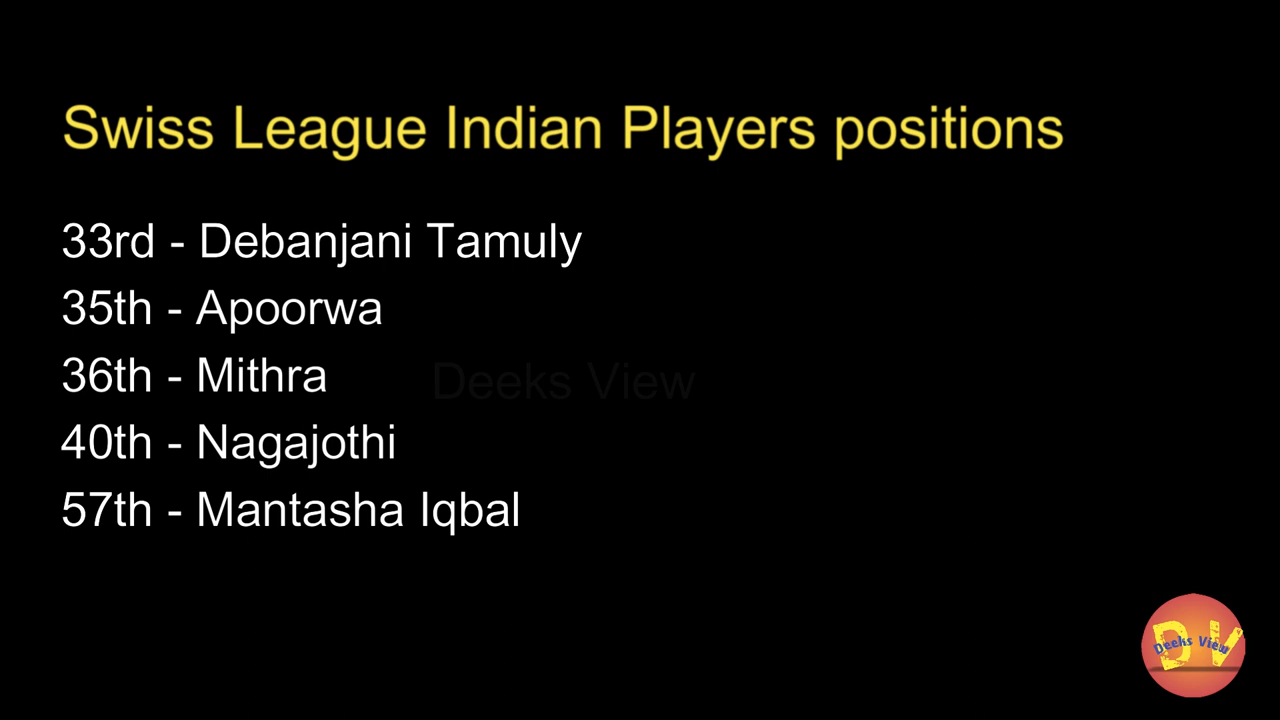 Swiss League Indian Players positions
33rd - Debanjani Tamuly
35th - Apoorwa
36th - Mithra
Deeks View
40th - Nagajothi
57th - Mantasha Iqbal
D V
Deeks View